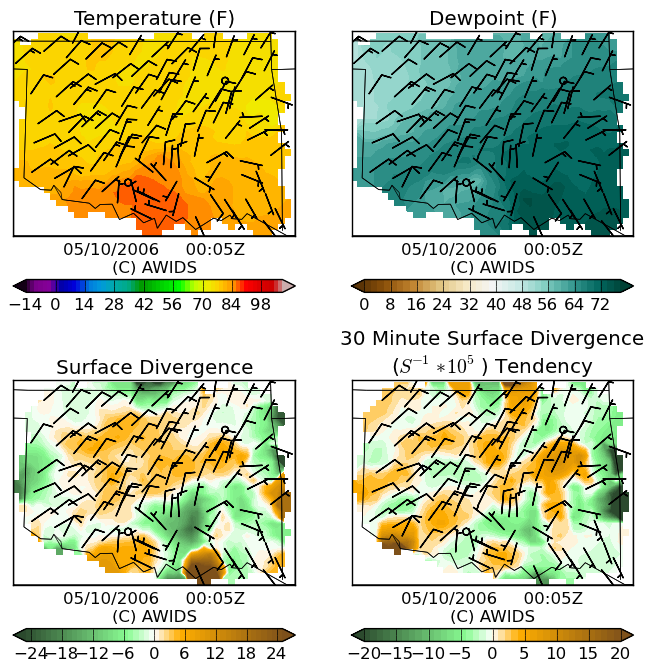 Temperature (F)
05/10/2006 00:05Z
(C) AWIDS
−14 0 14 28 42 56 70 84 98
Dewpoint (F)
05/10/2006 00:05Z
(C) AWIDS
0 8 16 24 32 40 48 56 64 72
Surface Divergence
05/10/2006 00:05Z
(C) AWIDS
−24 −18 −12 −6 0 6 12 18 24
30 Minute Surface Divergence
(S⁻¹ *10⁵ ) Tendency
05/10/2006 00:05Z
(C) AWIDS
−20 −15 −10 −5 0 5 10 15 20